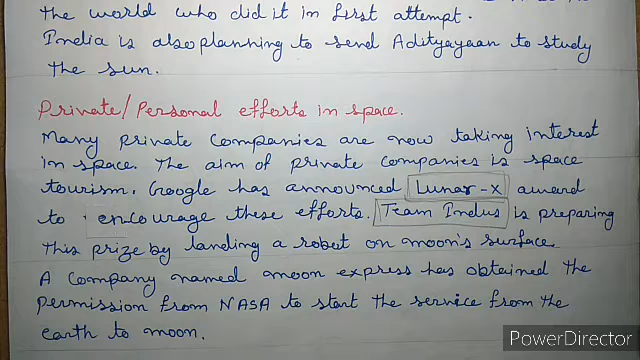 the world who did it in first attempt.
India is also planning to send Adityayaan to study
the sun.
Private/Personal efforts in space.
Many private companies are now taking interest
in space. The aim of private companies is space
tourism. Google has announced Lunar-X award
to encourage these efforts. Team Indus is preparing
this prize by landing a robot on moon's surface.
A company named moon express has obtained the
permission from NASA to start the service from the
earth to moon.
PowerDirector